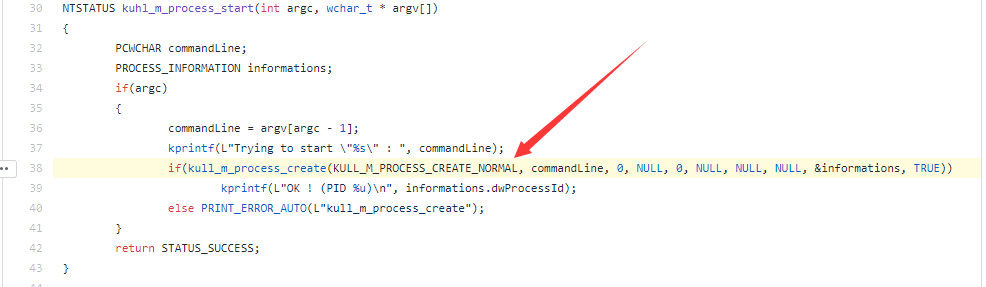 30 NTSTATUS kuhl_m_process_start(int argc, wchar_t * argv[])
31 {
32 PCWCHAR commandLine;
33 PROCESS_INFORMATION informations;
34 if(argc)
35 {
36 commandLine = argv[argc - 1];
37 kprintf(L"Trying to start \"%s\" : ", commandLine);
38 if(kull_m_process_create(KULL_M_PROCESS_CREATE_NORMAL, commandLine, 0, NULL, 0, NULL, NULL, NULL, &informations, TRUE))
39 kprintf(L"OK ! (PID %u)\n", informations.dwProcessId);
40 else PRINT_ERROR_AUTO(L"kull_m_process_create");
41 }
42 return STATUS_SUCCESS;
43 }